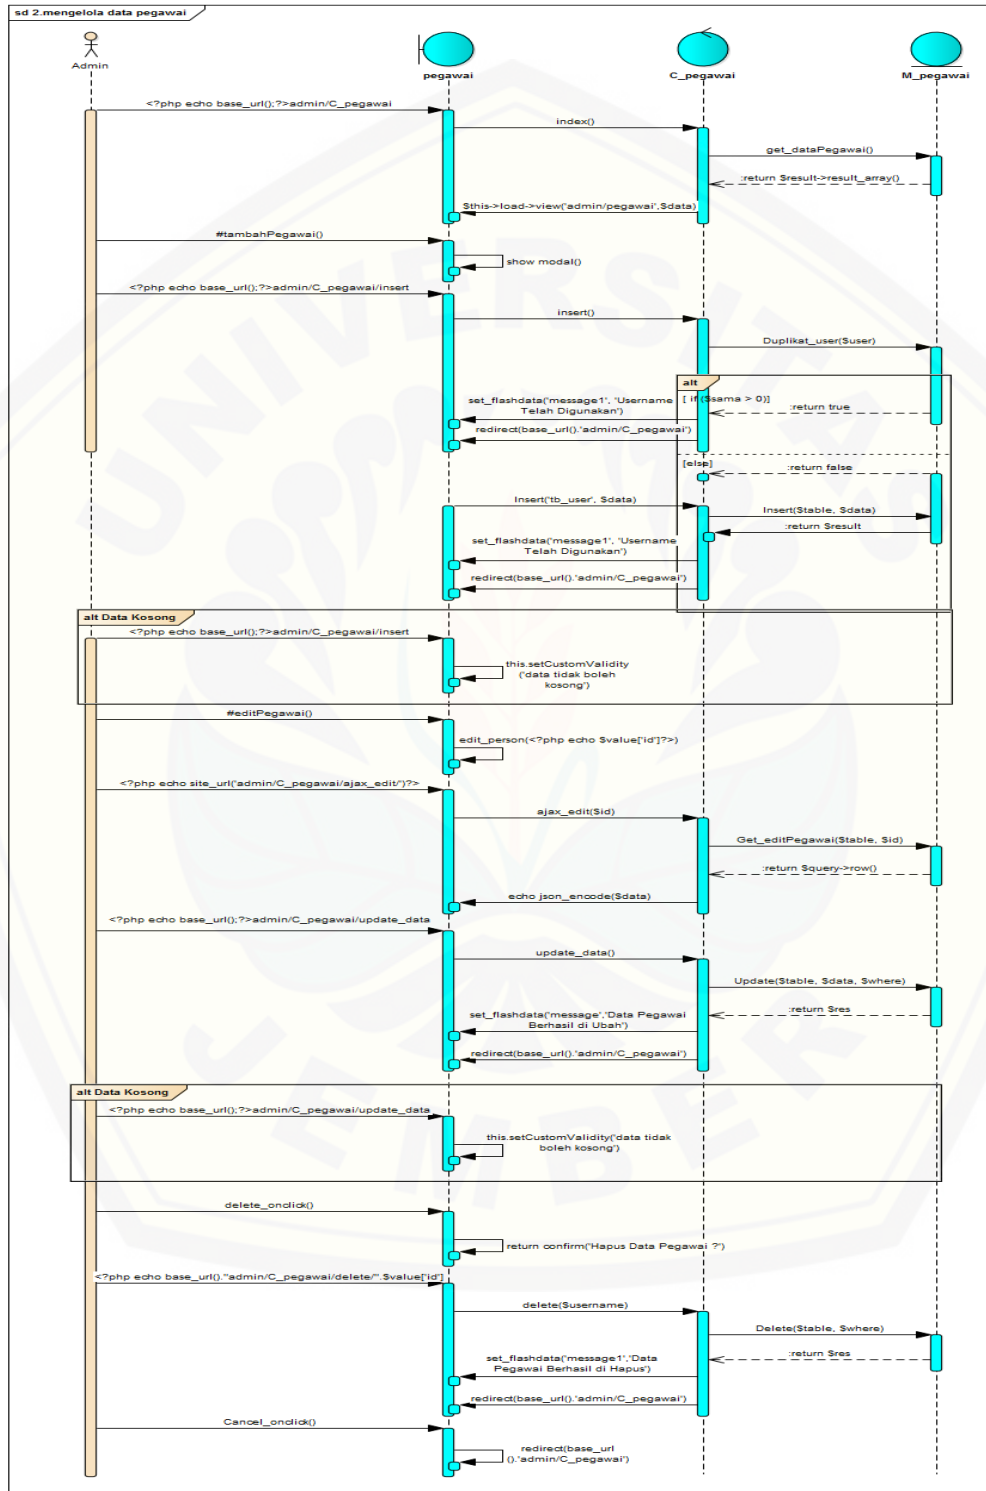 sd 2.mengelola data pegawai
Admin
pegawai
C_pegawai
M_pegawai
<?php echo base_url();?>admin/C_pegawai
index()
get_dataPegawai()
:return $result->result_array()
$this->load->view('admin/pegawai',$data)
#tambahPegawai()
show modal()
<?php echo base_url();?>admin/C_pegawai/insert
insert()
Duplikat_user($user)
alt
[ if ($sama > 0)]
:return true
set_flashdata('message1', 'Username
Telah Digunakan')
redirect(base_url().'admin/C_pegawai')
[else]
:return false
Insert('tb_user', $data)
Insert($table, $data)
:return $result
set_flashdata('message1', 'Username
Telah Digunakan')
redirect(base_url().'admin/C_pegawai')
alt Data Kosong
<?php echo base_url();?>admin/C_pegawai/insert
this.setCustomValidity
('data tidak boleh
kosong')
#editPegawai()
edit_person(<?php echo $value['id']?>)
<?php echo site_url('admin/C_pegawai/ajax_edit/')?>
ajax_edit($id)
Get_editPegawai($table, $id)
:return $query->row()
echo json_encode($data)
<?php echo base_url();?>admin/C_pegawai/update_data
update_data()
Update($table, $data, $where)
:return $res
set_flashdata('message','Data Pegawai
Berhasil di Ubah')
redirect(base_url().'admin/C_pegawai')
alt Data Kosong
<?php echo base_url();?>admin/C_pegawai/update_data
this.setCustomValidity('data tidak
boleh kosong')
delete_onclick()
return confirm('Hapus Data Pegawai ?')
<?php echo base_url()."admin/C_pegawai/delete/".$value['id']
delete($username)
Delete($table, $where)
:return $res
set_flashdata('message1','Data
Pegawai Berhasil di Hapus')
redirect(base_url().'admin/C_pegawai')
Cancel_onclick()
redirect(base_url
().'admin/C_pegawai')
UNIVERSITAS
JEMBER